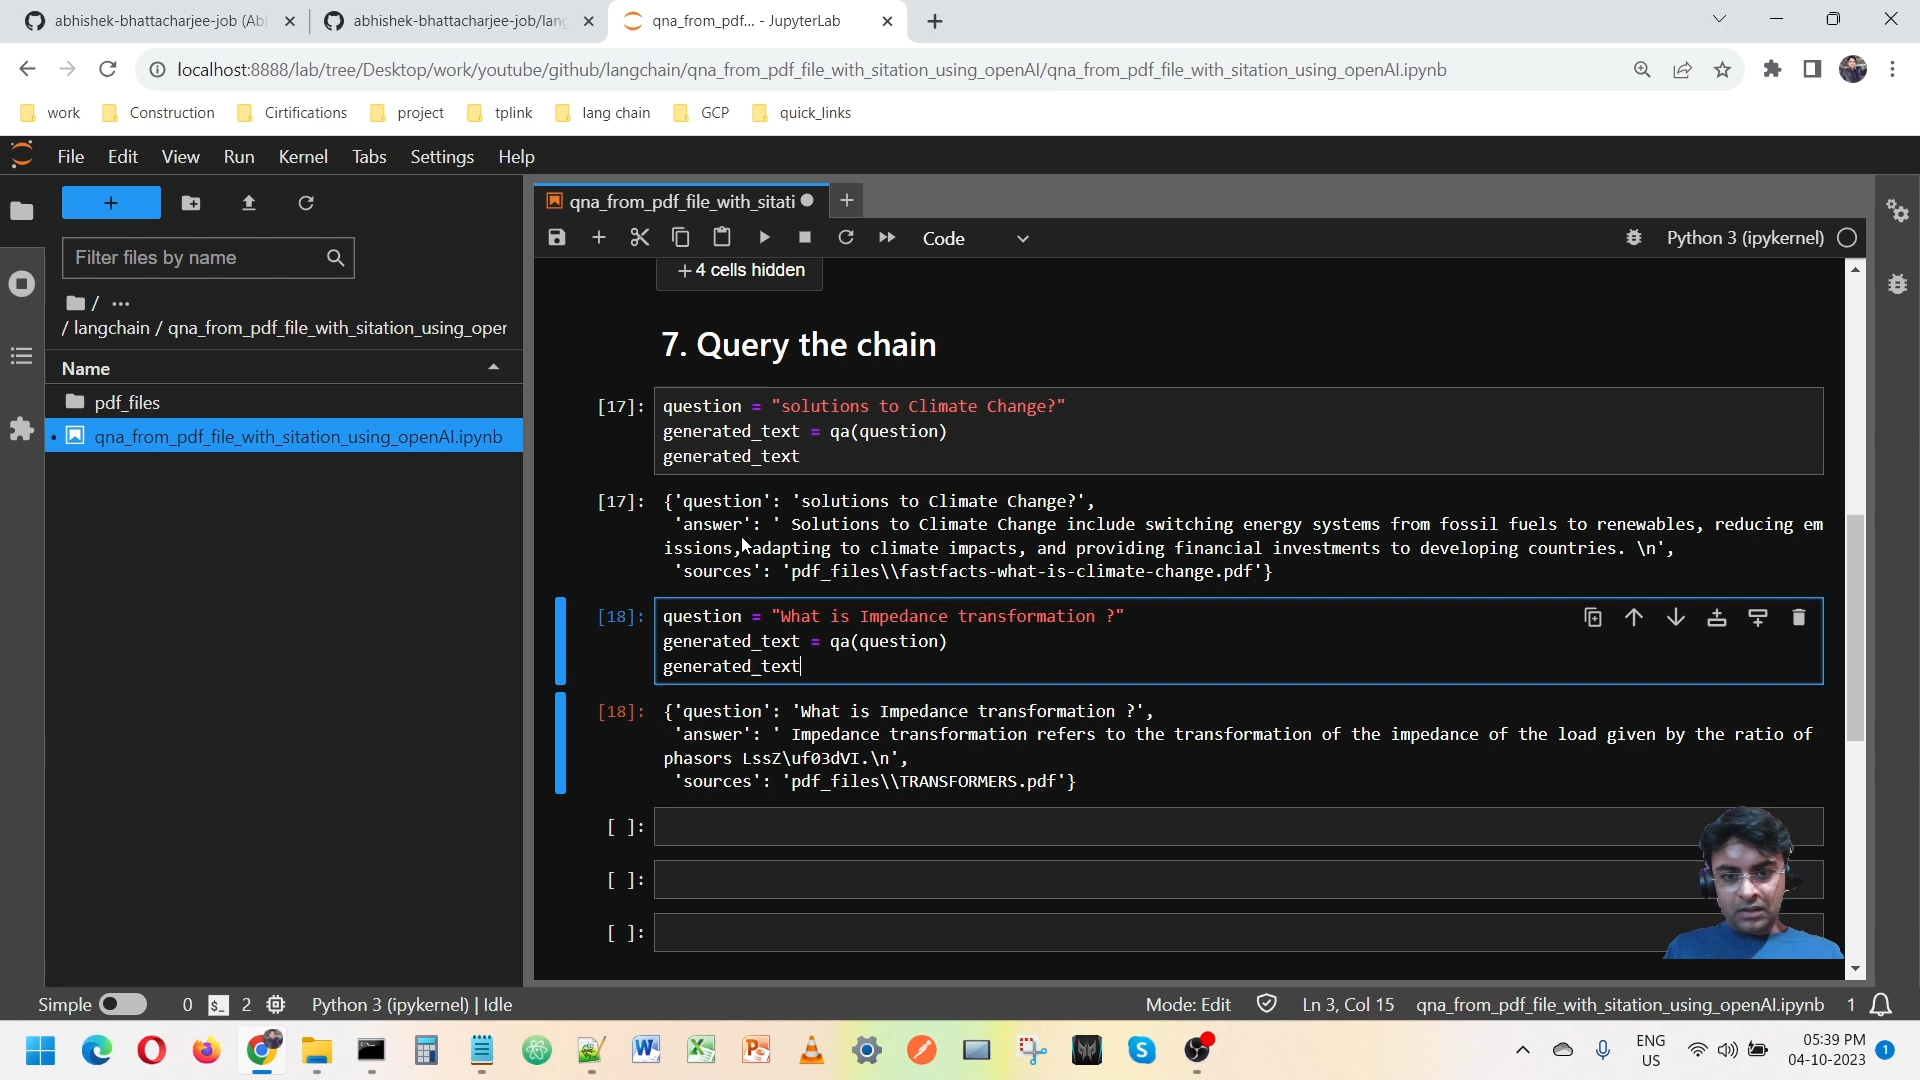 abhishek-bhattacharjee-job (Abl
abhishek-bhattacharjee-job/lang
qna_from_pdf... - JupyterLab
localhost:8888/lab/tree/Desktop/work/youtube/github/langchain/qna_from_pdf_file_with_sitation_using_openAI/qna_from_pdf_file_with_sitation_using_openAI.ipynb
work Construction Cirtifications project tplink lang chain GCP quick_links
File Edit View Run Kernel Tabs Settings Help
Filter files by name
/ ...
/ langchain / qna_from_pdf_file_with_sitation_using_oper
Name
pdf_files
qna_from_pdf_file_with_sitation_using_openAI.ipynb
qna_from_pdf_file_with_sitati
Code
Python 3 (ipykernel)
+ 4 cells hidden
7. Query the chain
[17]: question = "solutions to Climate Change?"
generated_text = qa(question)
generated_text
[17]: {'question': 'solutions to Climate Change?',
'answer': ' Solutions to Climate Change include switching energy systems from fossil fuels to renewables, reducing em
issions, adapting to climate impacts, and providing financial investments to developing countries. \n',
'sources': 'pdf_files\\fastfacts-what-is-climate-change.pdf'}
[18]: question = "What is Impedance transformation ?"
generated_text = qa(question)
generated_text
[18]: {'question': 'What is Impedance transformation ?',
'answer': ' Impedance transformation refers to the transformation of the impedance of the load given by the ratio of
phasors LssZ\uf03dVI.\n',
'sources': 'pdf_files\\TRANSFORMERS.pdf'}
[ ]:
[ ]:
[ ]:
Simple 0 $_ 2 Python 3 (ipykernel) | Idle
Mode: Edit Ln 3, Col 15 qna_from_pdf_file_with_sitation_using_openAI.ipynb 1
ENG
US
05:39 PM
04-10-2023
1